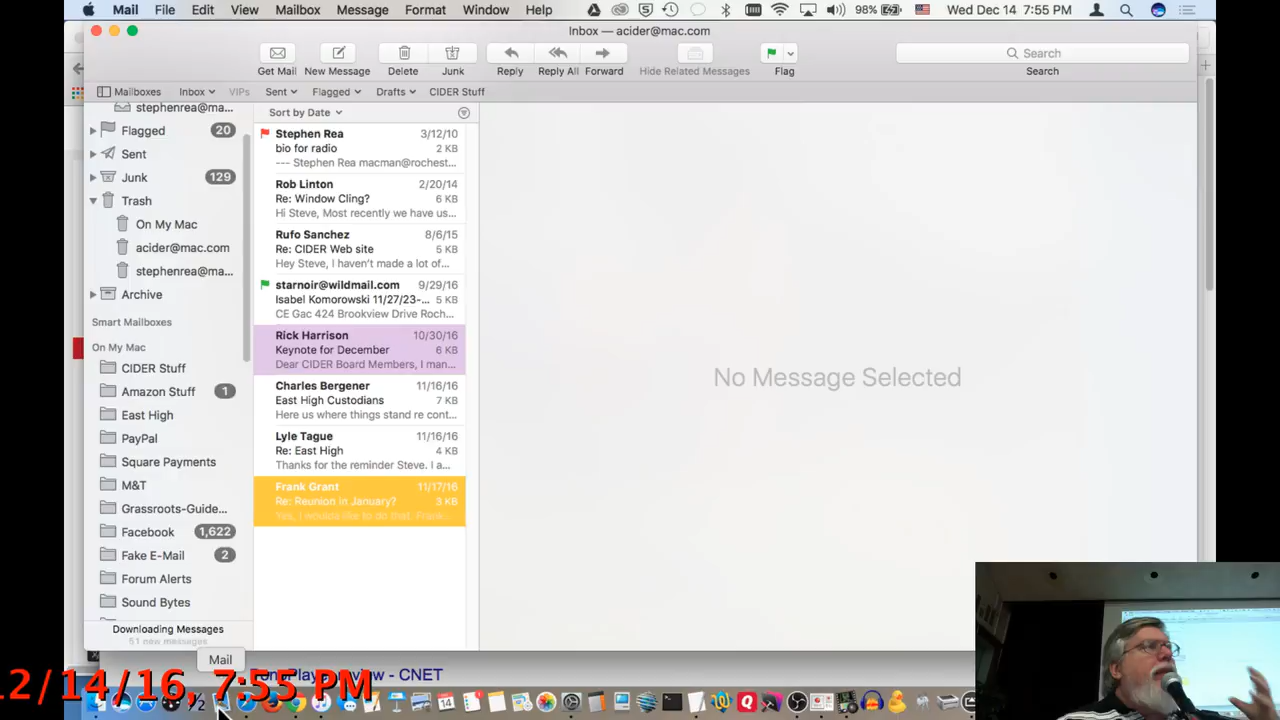 Mail File Edit View Mailbox Message Format Window Help
98% Wed Dec 14 7:55 PM
Inbox — acider@mac.com
Get Mail New Message Delete Junk Reply Reply All Forward Hide Related Messages Flag Search
Search
Mailboxes Inbox VIPs Sent Flagged Drafts CIDER Stuff
stephenrea@ma...
Flagged 20
Sent
Junk 129
Trash
On My Mac
acider@mac.com
stephenrea@ma...
Archive
Smart Mailboxes
On My Mac
CIDER Stuff
Amazon Stuff 1
East High
PayPal
Square Payments
M&T
Grassroots-Guide...
Facebook 1,622
Fake E-Mail 2
Forum Alerts
Sound Bytes
Downloading Messages
51 new messages
Sort by Date
Stephen Rea 3/12/10
bio for radio 2 KB
--- Stephen Rea macman@rochest...
Rob Linton 2/20/14
Re: Window Cling? 6 KB
Hi Steve, Most recently we have us...
Rufo Sanchez 8/6/15
Re: CIDER Web site 5 KB
Hey Steve, I haven't made a lot of...
starnoir@wildmail.com 9/29/16
Isabel Komorowski 11/27/23-... 5 KB
CE Gac 424 Brookview Drive Roch...
Rick Harrison 10/30/16
Keynote for December 6 KB
Dear CIDER Board Members, I man...
Charles Bergener 11/16/16
East High Custodians 7 KB
Here us where things stand re cont...
Lyle Tague 11/16/16
Re: East High 4 KB
Thanks for the reminder Steve. I a...
Frank Grant 11/17/16
Re: Reunion in January? 3 KB
Yes, I woulda like to do that. Frank
No Message Selected
Mail
view - CNET
2/14/16, 7:55 PM